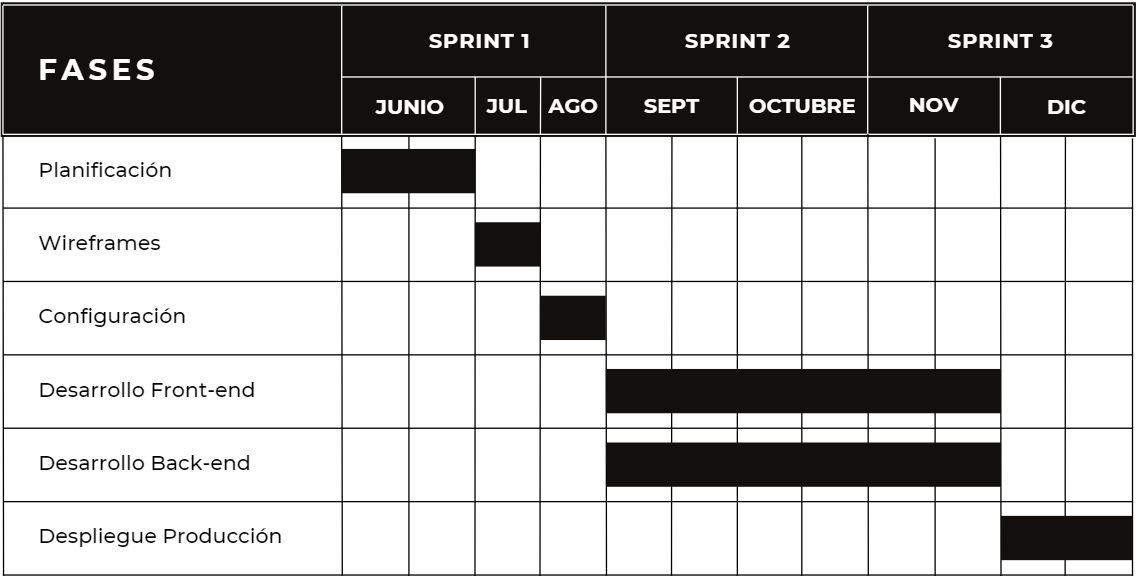 FASES
SPRINT 1
SPRINT 2
SPRINT 3
JUNIO
JUL
AGO
SEPT
OCTUBRE
NOV
DIC
Planificación
Wireframes
Configuración
Desarrollo Front-end
Desarrollo Back-end
Despliegue Producción